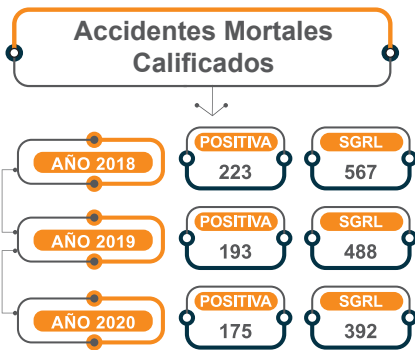 Accidentes Mortales
Calificados
AÑO 2018
POSITIVA
223
SGRL
567
AÑO 2019
POSITIVA
193
SGRL
488
AÑO 2020
POSITIVA
175
SGRL
392